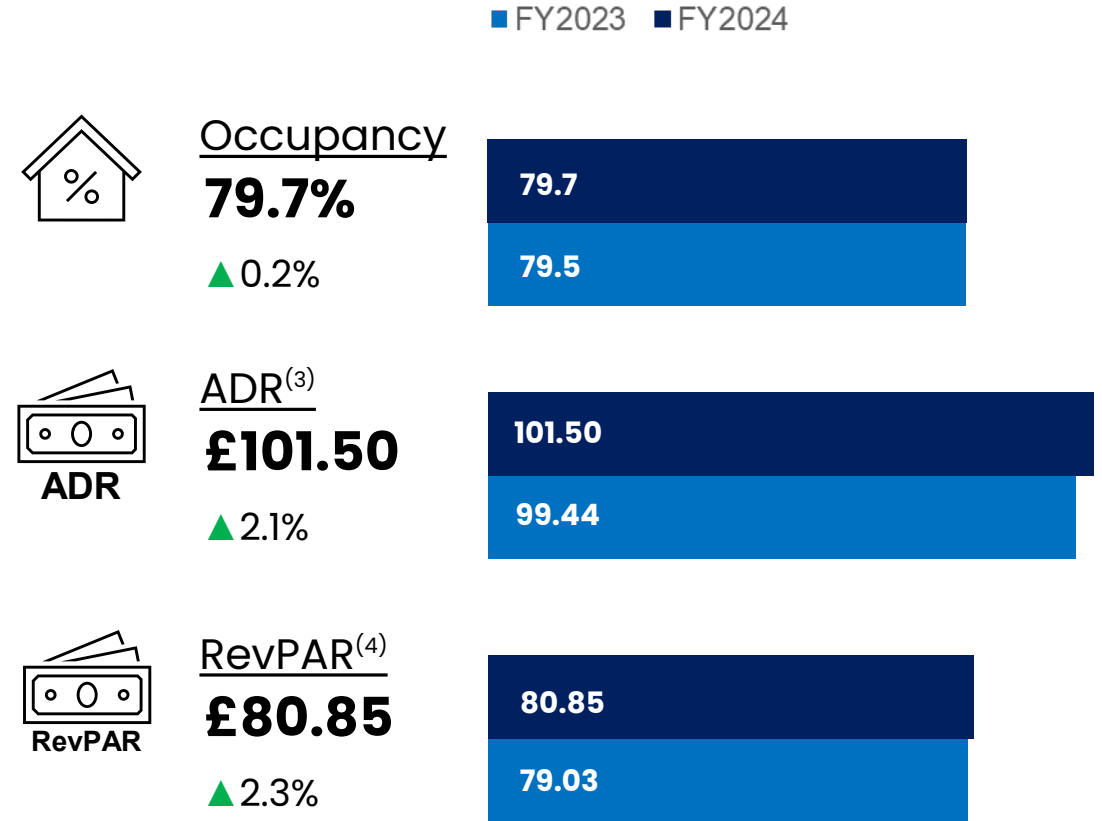 FY2023 FY2024
Occupancy
79.7%
▲0.2%
79.7
79.5
%
ADR(3)
£101.50
▲2.1%
ADR
101.50
99.44
RevPAR(4)
£80.85
▲2.3%
RevPAR
80.85
79.03